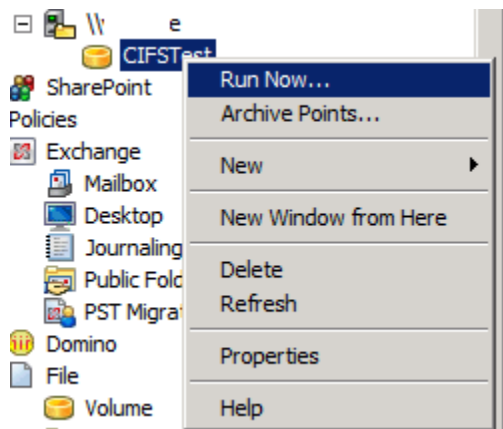 \\ e
CIFSTest
SharePoint
Policies
Exchange
Mailbox
Desktop
Journaling
Public Fold
PST Migrat
Domino
File
Volume
Run Now...
Archive Points...
New
New Window from Here
Delete
Refresh
Properties
Help